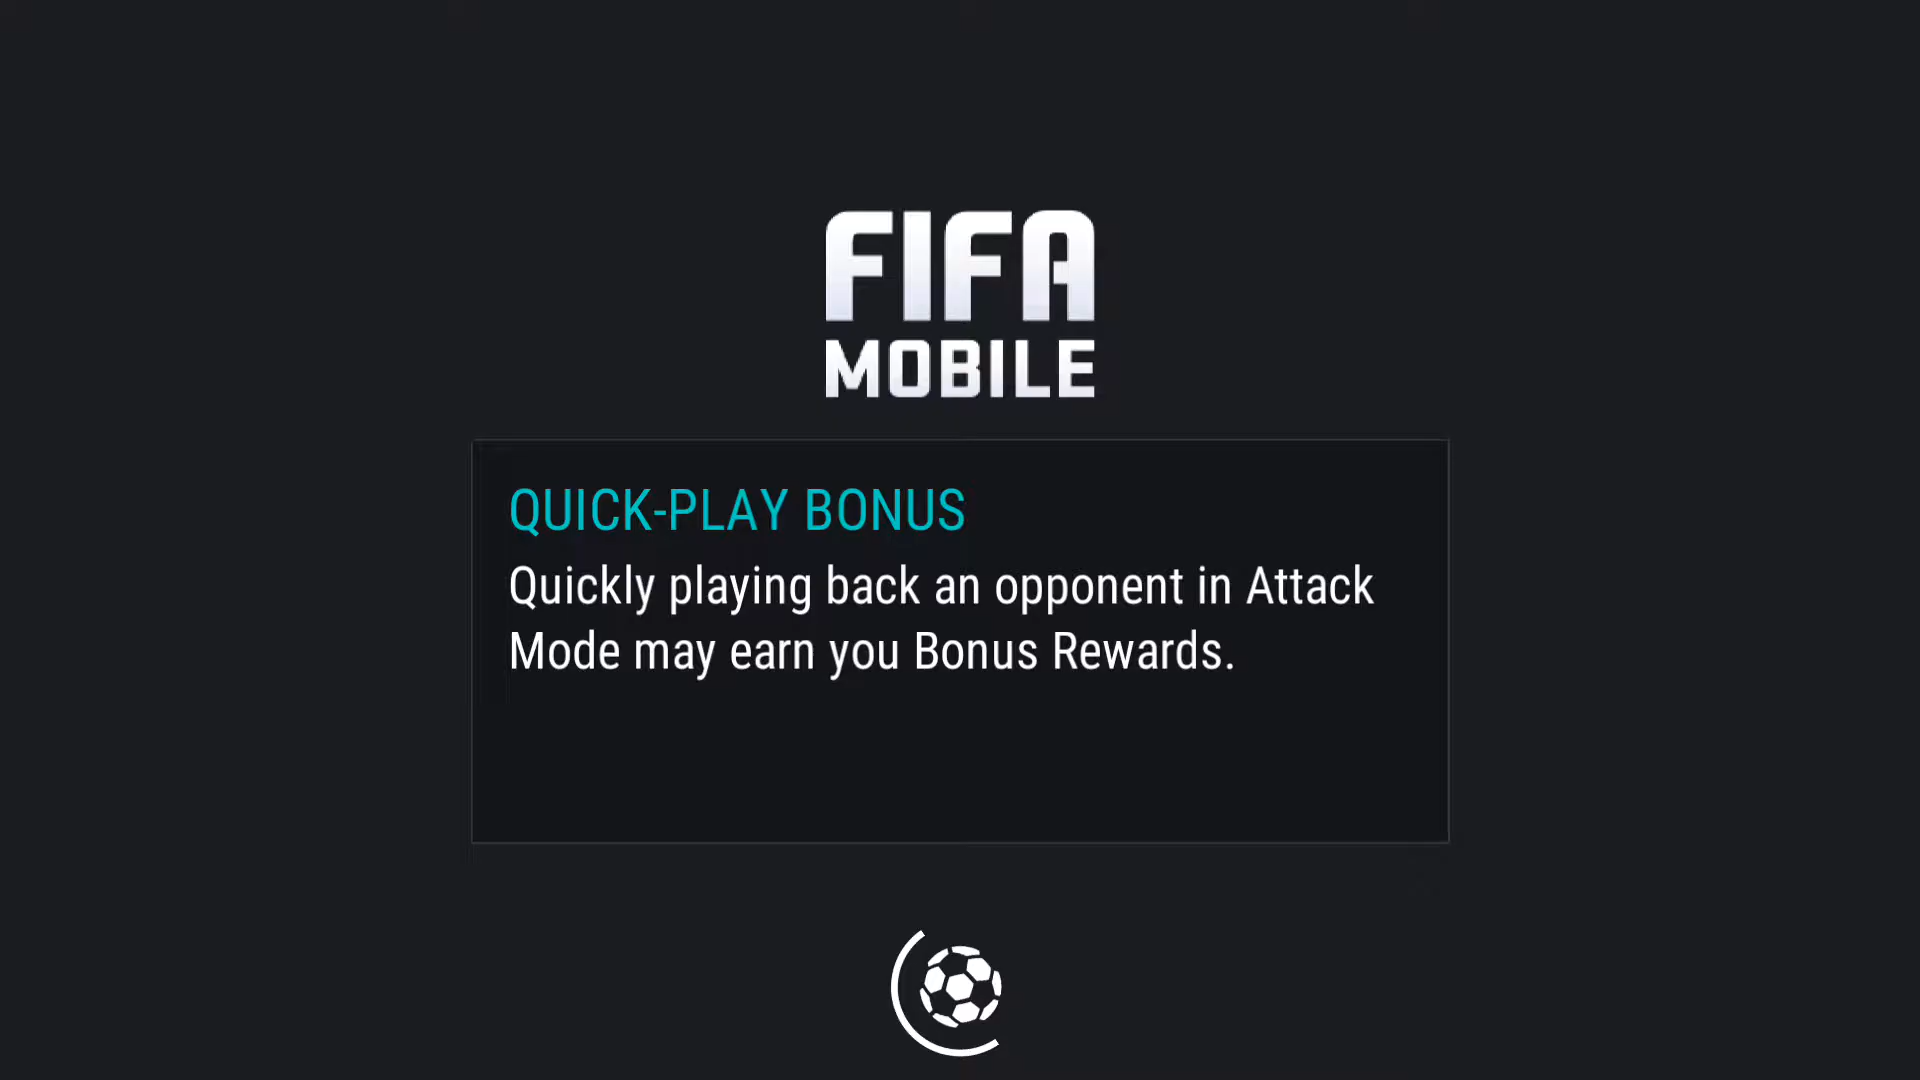 FIFA
MOBILE
QUICK-PLAY BONUS
Quickly playing back an opponent in Attack
Mode may earn you Bonus Rewards.